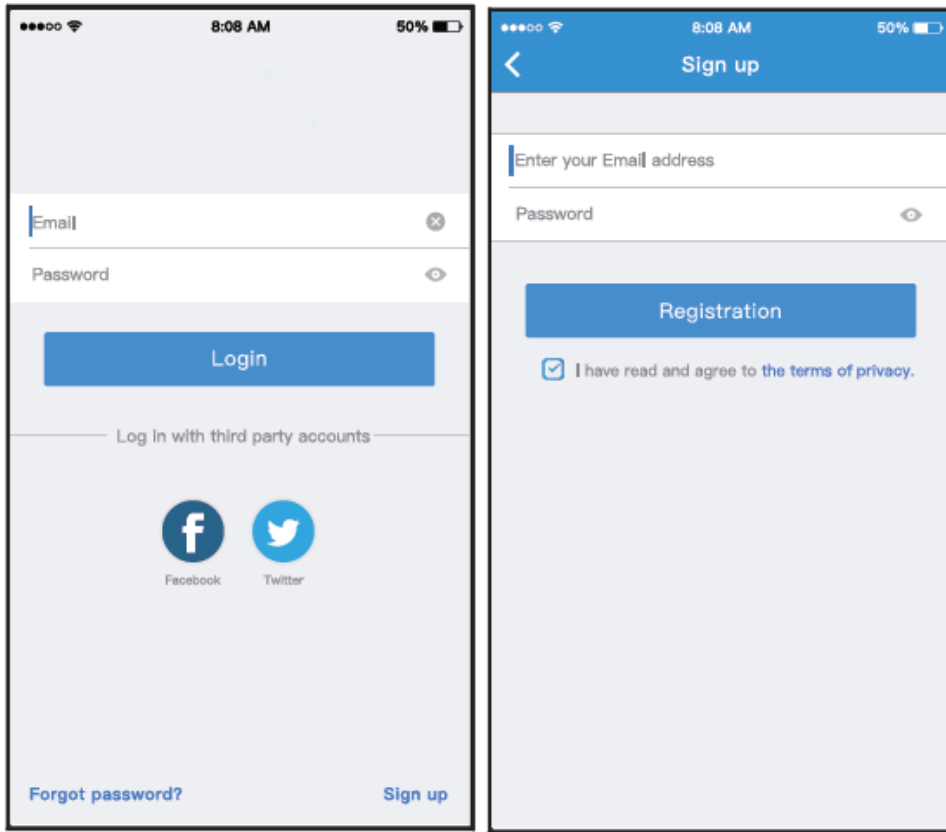 8:08 AM 50%
Email
Password
Login
Log in with third party accounts
Facebook Twitter
Forgot password? Sign up
8:08 AM 50%
Sign up
Enter your Email address
Password
Registration
I have read and agree to the terms of privacy.